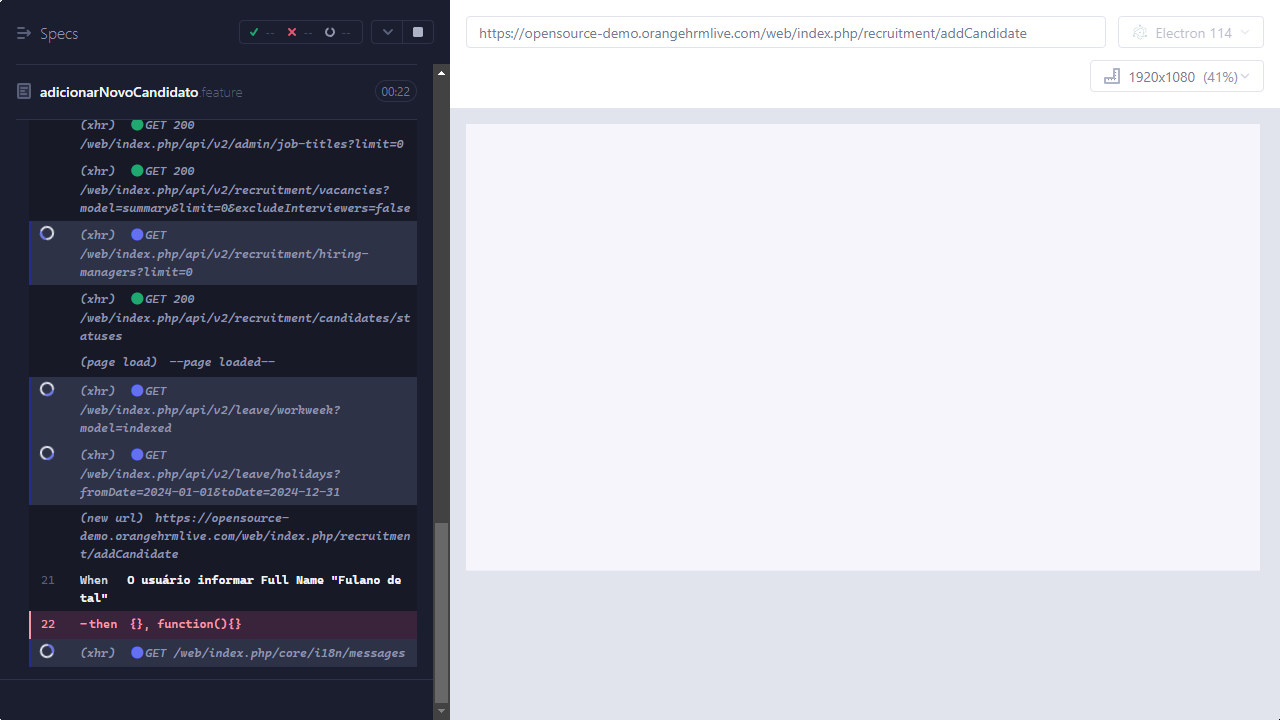 Specs
--
--
--
https://opensource-demo.orangehrmlive.com/web/index.php/recruitment/addCandidate
Electron 114
1920x1080 (41%)
adicionarNovoCandidato.feature
00:22
(xhr) GET 200
/web/index.php/api/v2/admin/job-titles?limit=0
(xhr) GET 200
/web/index.php/api/v2/recruitment/vacancies?
model=summary&limit=0&excludeInterviewers=false
(xhr) GET
/web/index.php/api/v2/recruitment/hiring-
managers?limit=0
(xhr) GET 200
/web/index.php/api/v2/recruitment/candidates/st
atuses
(page load) --page loaded--
(xhr) GET
/web/index.php/api/v2/leave/workweek?
model=indexed
(xhr) GET
/web/index.php/api/v2/leave/holidays?
fromDate=2024-01-01&toDate=2024-12-31
(new url) https://opensource-
demo.orangehrmlive.com/web/index.php/recruitmen
t/addCandidate
21 When O usuário informar Full Name "Fulano de
tal"
22 -then {}, function(){}
(xhr) GET /web/index.php/core/i18n/messages